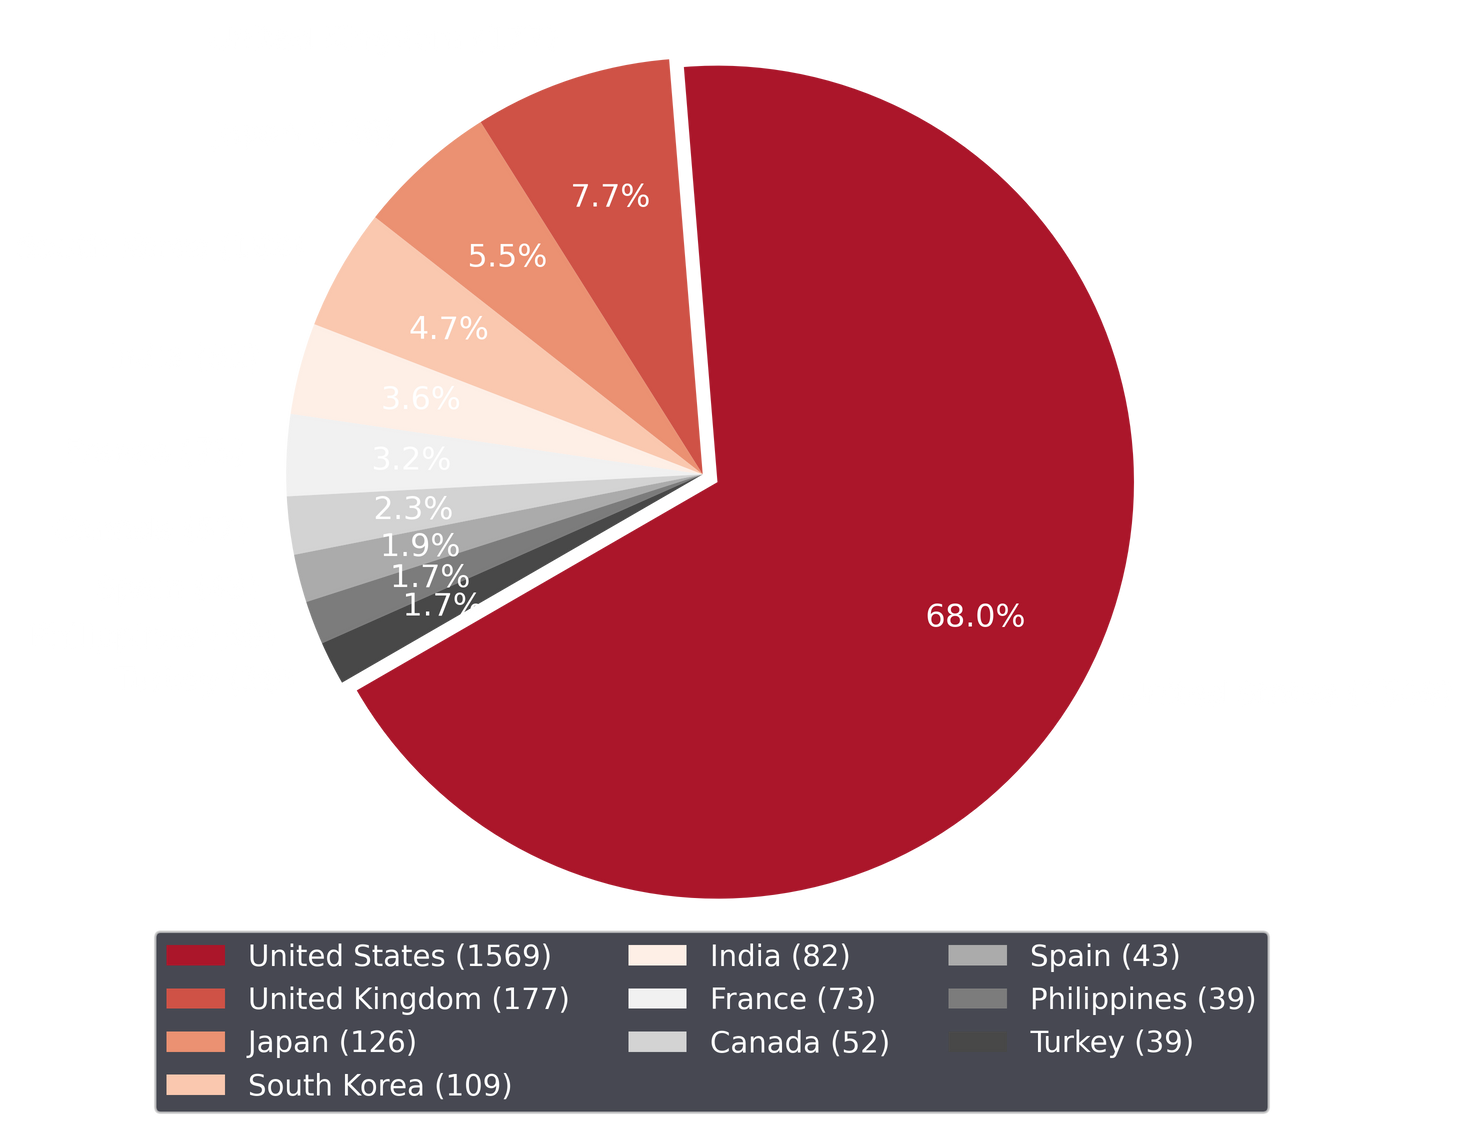 7.7%
5.5%
4.7%
3.6%
3.2%
2.3%
1.9%
1.7%
1.7%
68.0%
United States (1569)
United Kingdom (177)
Japan (126)
South Korea (109)
India (82)
France (73)
Canada (52)
Spain (43)
Philippines (39)
Turkey (39)